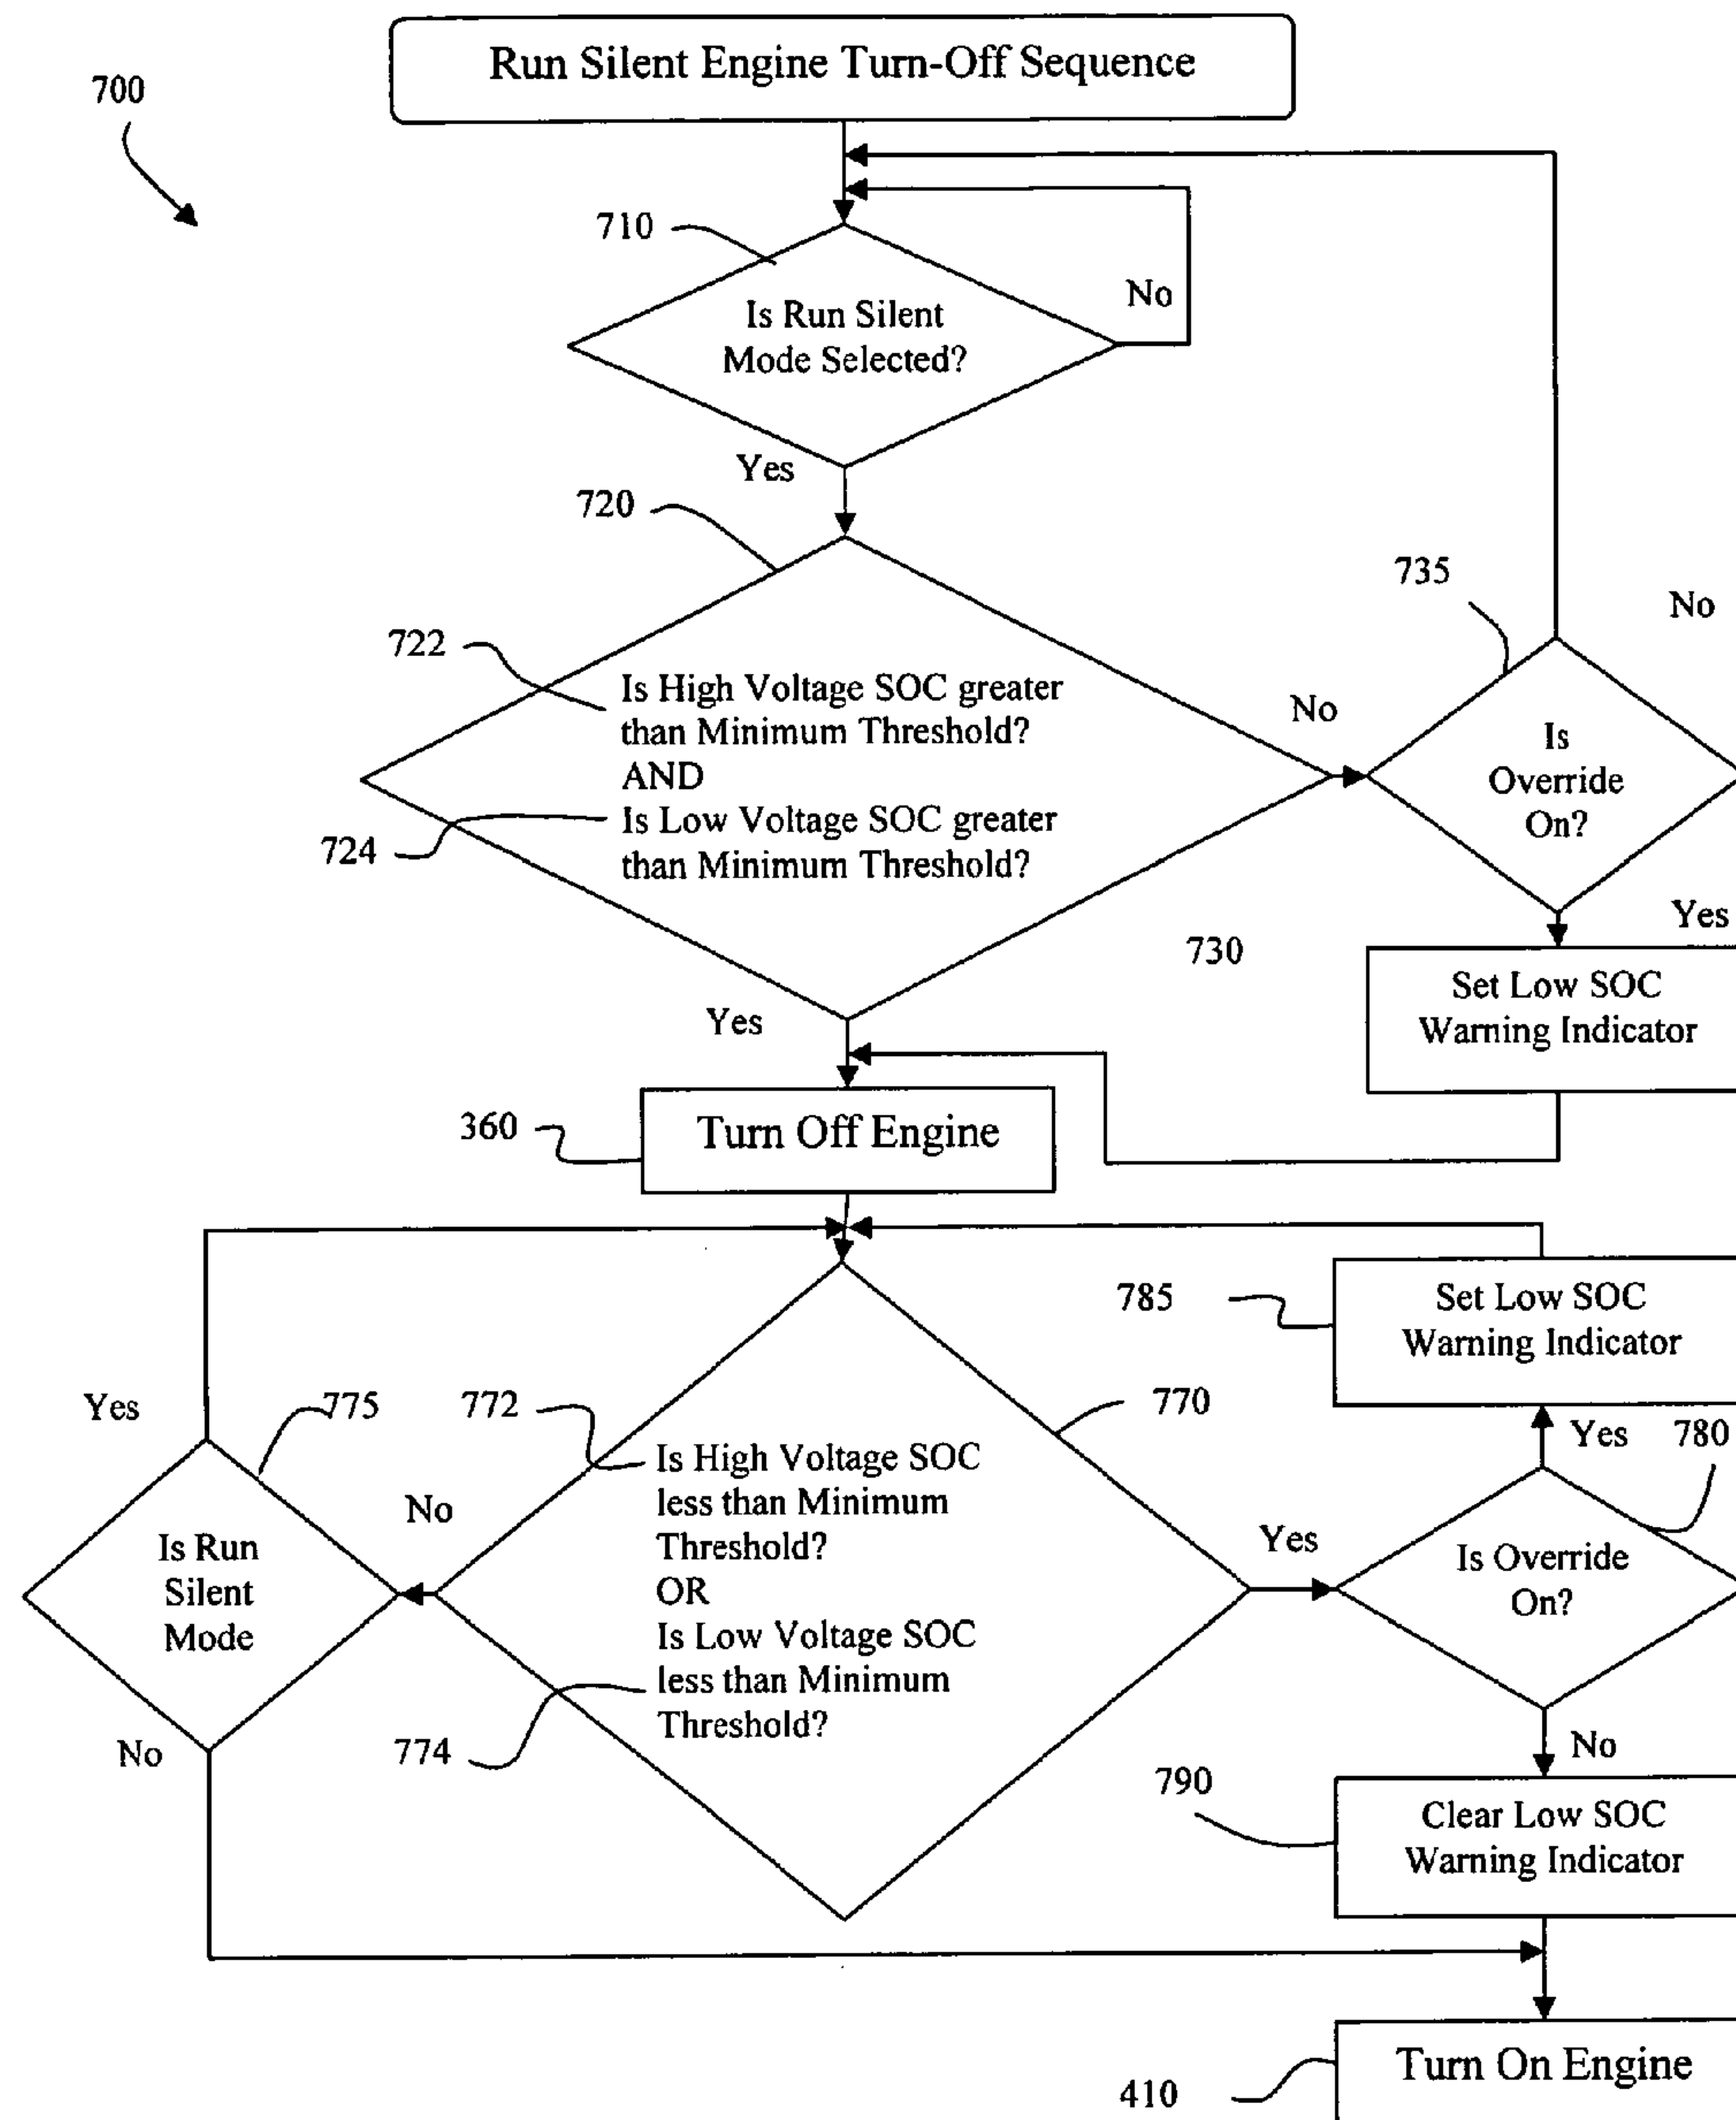 Run Silent Engine Turn-Off Sequence
700
710
Is Run Silent
Mode Selected?
No
Yes
720
735
No
722
Is High Voltage SOC greater
than Minimum Threshold?
AND
Is Low Voltage SOC greater
than Minimum Threshold?
724
No
Is
Override
On?
730
Yes
Yes
Set Low SOC
Warning Indicator
360
Turn Off Engine
785
Set Low SOC
Warning Indicator
Yes
775
772
770
Yes
780
Is Run
Silent
Mode
No
Is High Voltage SOC
less than Minimum
Threshold?
OR
Is Low Voltage SOC
less than Minimum
Threshold?
Yes
Is Override
On?
No
774
No
790
Clear Low SOC
Warning Indicator
Turn On Engine
410